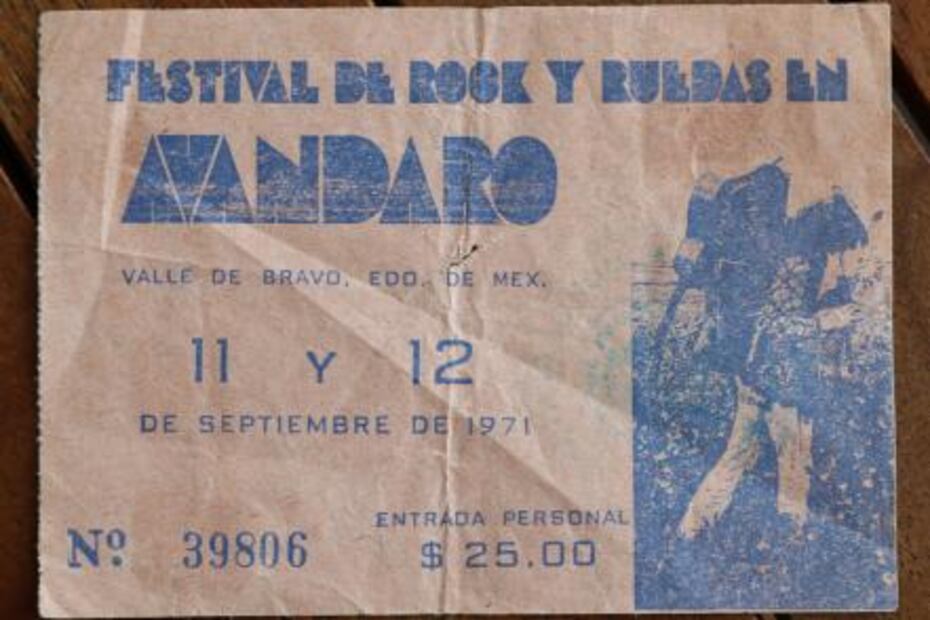 FESTIVAL DE ROCK Y RUEDAS EN
AVANDARO
VALLE DE BRAVO, EDO. DE MEX.
11 Y 12
DE SEPTIEMBRE DE 1971
ENTRADA PERSONAL
Nº 39806 $ 25.00